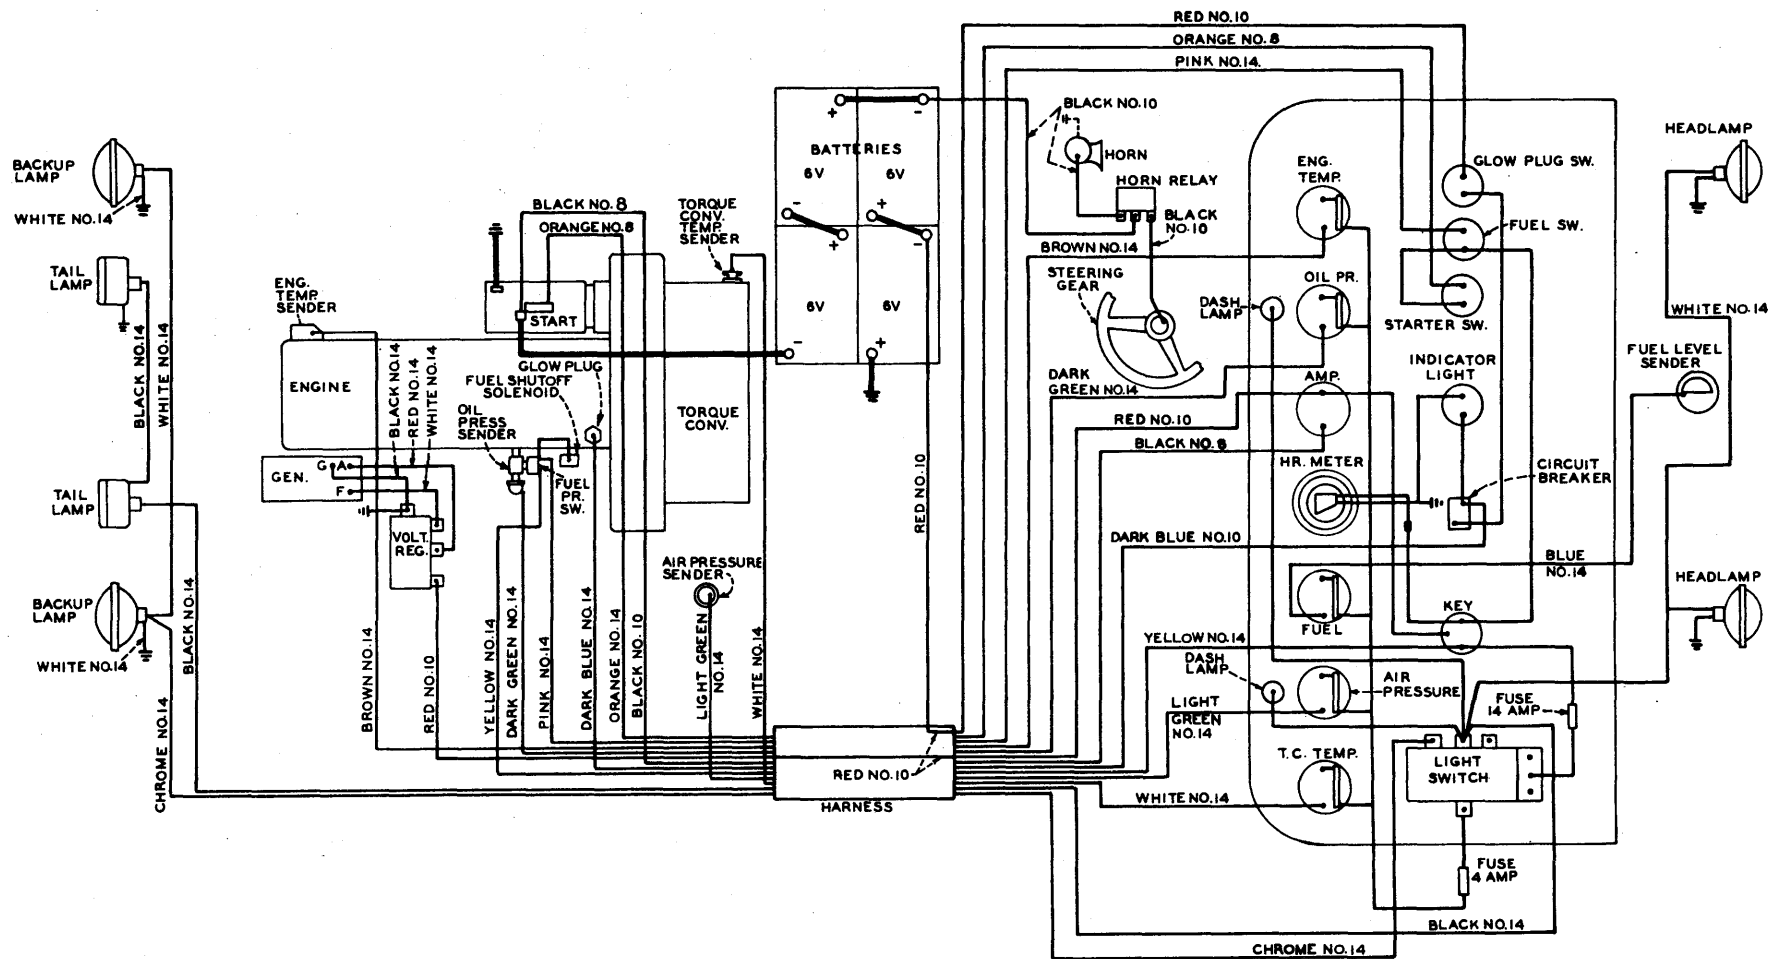 RED NO.10
ORANGE NO.8
PINK NO.14.
BACKUP
LAMP
WHITE NO.14
TAIL
LAMP
BLACK NO.14
WHITE NO.14
TAIL
LAMP
BACKUP
LAMP
WHITE NO.14
BLACK NO.14
CHROME NO.14
ENG.
TEMP.
SENDER
ENGINE
GEN.
G
A
F
BLACK NO.14
RED NO.14
WHITE NO.14
VOLT.
REG.
BROWN NO.14
RED NO.10
BLACK NO.8
ORANGE NO.8
START
GLOW PLUG
FUEL SHUTOFF
SOLENOID
OIL
PRESS
SENDER
FUEL
PR.
SW.
YELLOW NO.14
DARK GREEN NO.14
PINK NO.14
DARK BLUE NO.14
ORANGE NO.14
BLACK NO.10
TORQUE
CONV.
TEMP.
SENDER
TORQUE
CONV.
AIR PRESSURE
SENDER
LIGHT GREEN
NO.14
WHITE NO.14
+
-
BATTERIES
6V
6V
-
+
+
-
6V
6V
-
+
RED NO.10
RED NO.10
HARNESS
BLACK NO.10
HORN
HORN RELAY
BLACK
NO.10
BROWN NO.14
STEERING
GEAR
DARK
GREEN NO.14
RED NO.10
BLACK NO.8
DARK BLUE NO.10
YELLOW NO.14
DASH
LAMP
LIGHT
GREEN
NO.14
WHITE NO.14
ENG.
TEMP.
OIL PR.
DASH
LAMP
AMP.
HR. METER
FUEL
AIR
PRESSURE
T.C. TEMP.
GLOW PLUG SW.
FUEL SW.
STARTER SW.
INDICATOR
LIGHT
CIRCUIT
BREAKER
BLUE
NO.14
KEY
FUSE
14 AMP
LIGHT
SWITCH
FUSE
4 AMP
BLACK NO.14
CHROME NO.14
HEADLAMP
WHITE NO.14
FUEL LEVEL
SENDER
HEADLAMP